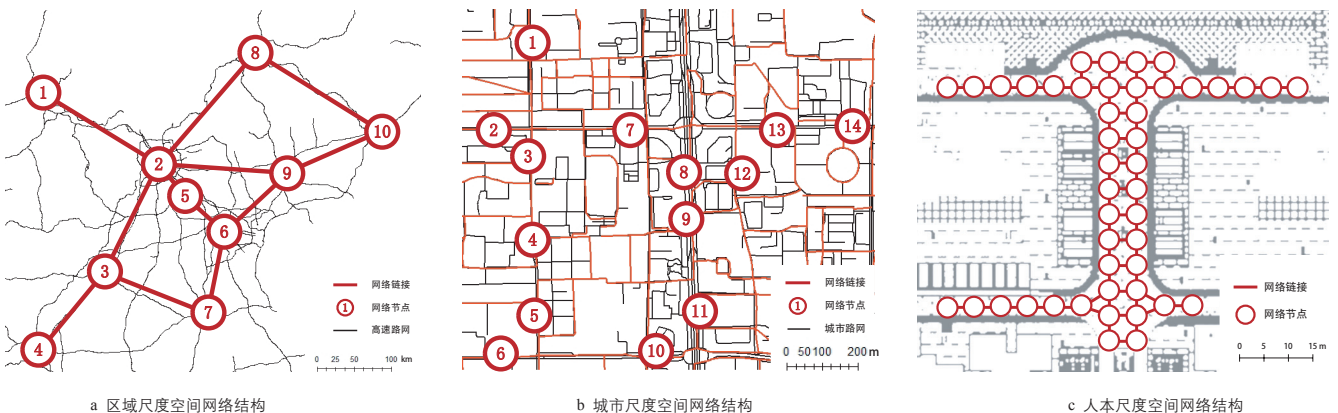 1
2
3
4
5
6
7
8
9
10
网络链接
1 网络节点
高速路网
0 25 50 100 km
a 区域尺度空间网络结构
1
2
3
4
5
6
7
8
9
10
11
12
13
14
网络链接
1 网络节点
城市路网
0 50 100 200 m
b 城市尺度空间网络结构
网络链接
网络节点
0 5 10 15 m
c 人本尺度空间网络结构